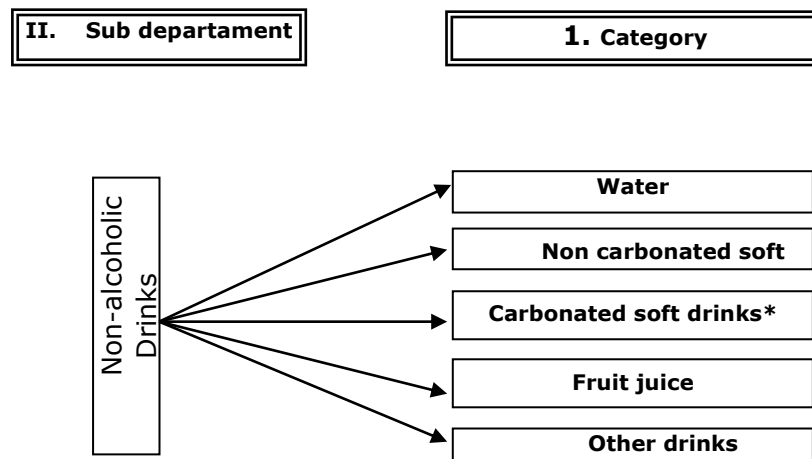 II. Sub departament
1. Category
Non-alcoholic
Drinks
Water
Non carbonated soft
Carbonated soft drinks*
Fruit juice
Other drinks